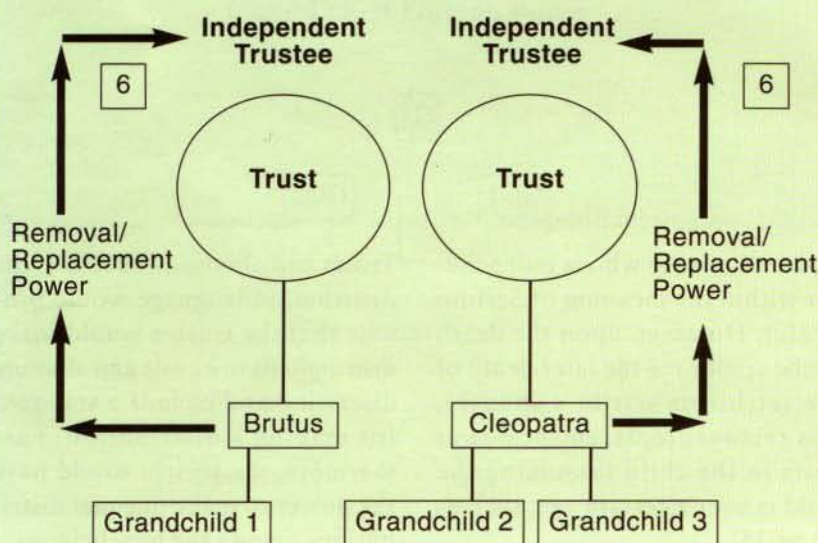 Independent
Trustee
Independent
Trustee
6
6
Trust
Trust
Removal/
Replacement
Power
Removal/
Replacement
Power
Brutus
Cleopatra
Grandchild 1
Grandchild 2
Grandchild 3